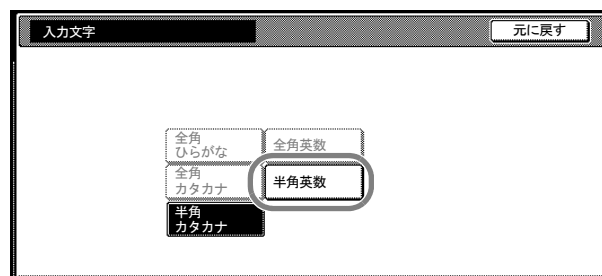 入力文字
元に戻す
全角
ひらがな
全角英数
全角
カタカナ
半角英数
半角
カタカナ